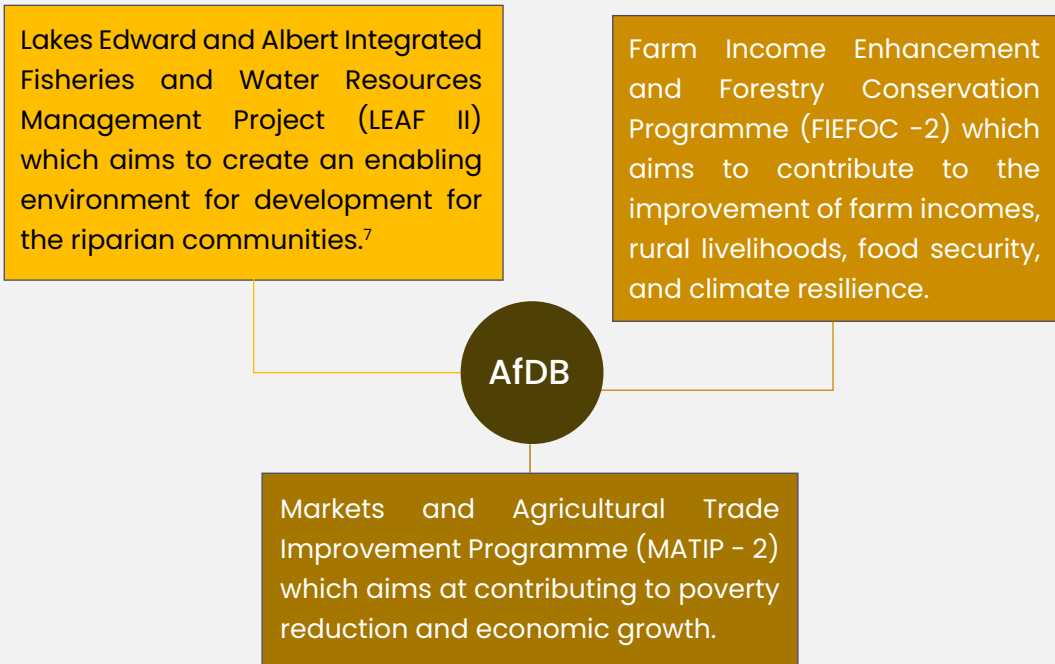 Lakes Edward and Albert Integrated
Fisheries and Water Resources
Management Project (LEAF II)
which aims to create an enabling
environment for development for
the riparian communities.⁷
Farm Income Enhancement
and Forestry Conservation
Programme (FIEFOC -2) which
aims to contribute to the
improvement of farm incomes,
rural livelihoods, food security,
and climate resilience.
AfDB
Markets and Agricultural Trade
Improvement Programme (MATIP - 2)
which aims at contributing to poverty
reduction and economic growth.